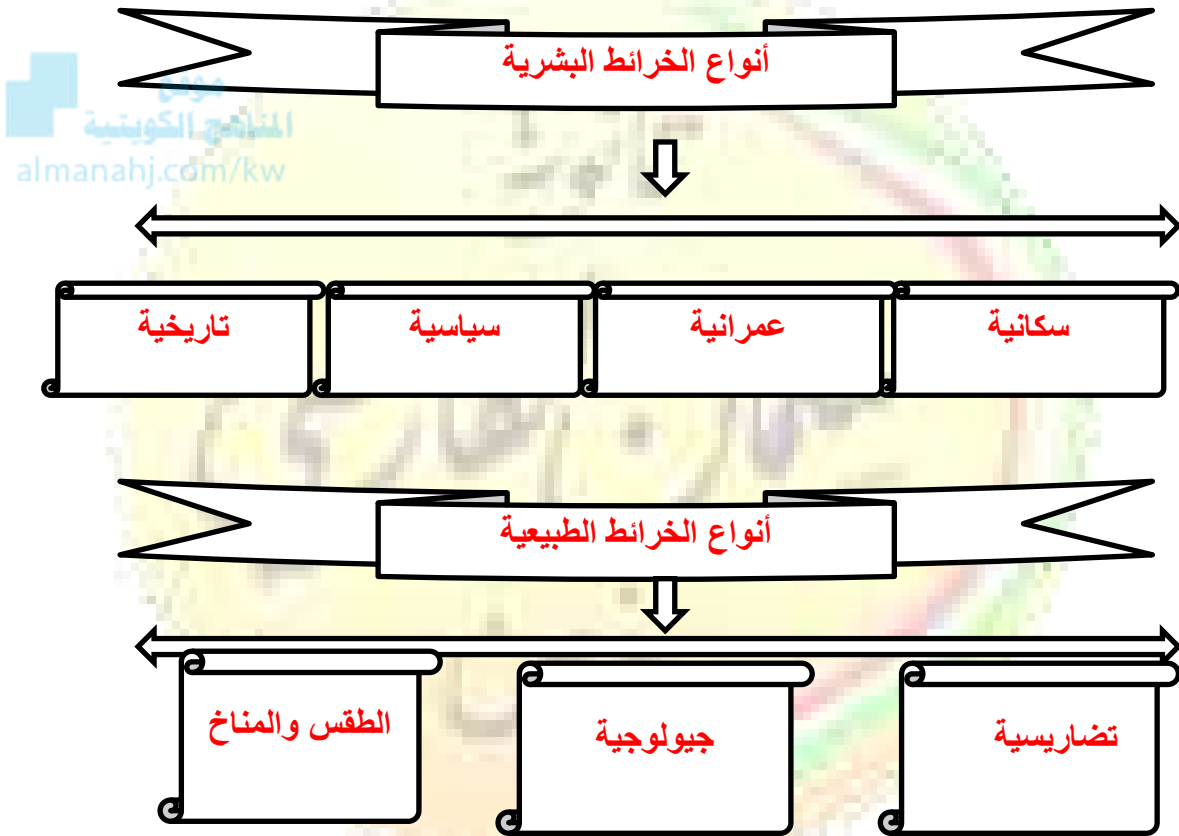 أنواع الخرائط البشرية
موقع
المناهج الكويتية
almanahj.com/kw
سكانية
عمرانية
سياسية
تاريخية
أنواع الخرائط الطبيعية
تضاريسية
جيولوجية
الطقس والمناخ